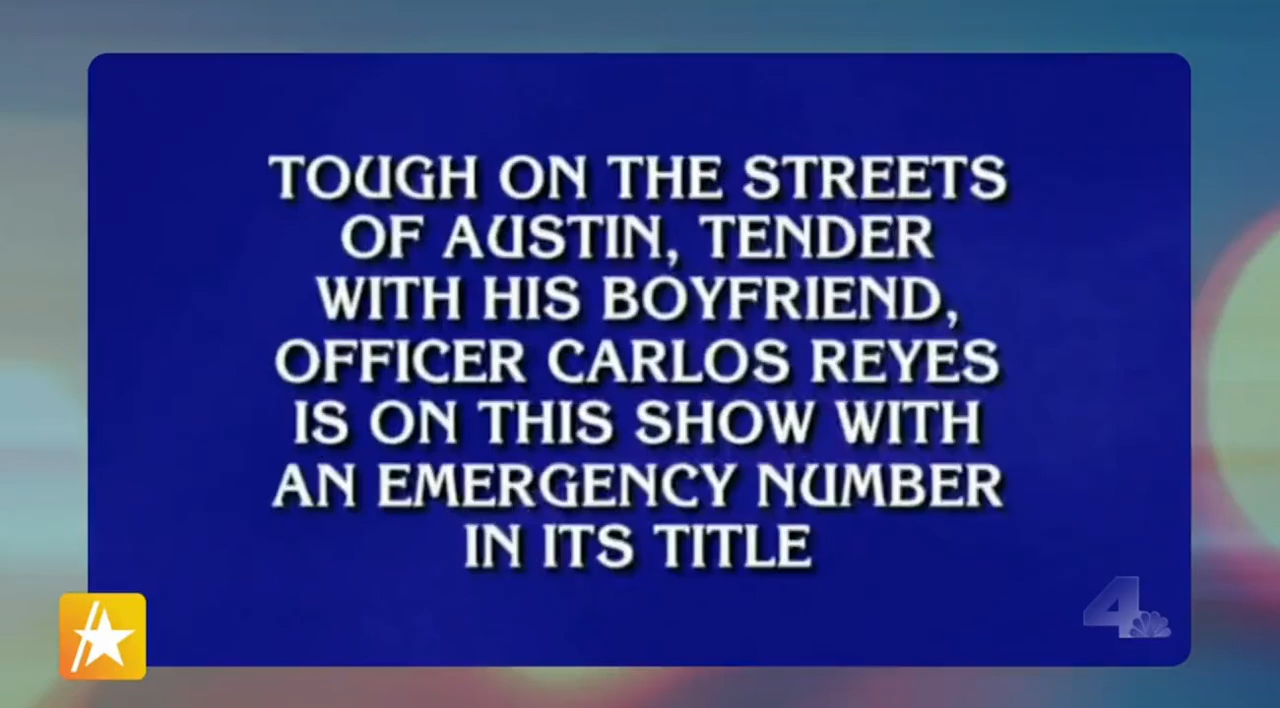 TOUGH ON THE STREETS
OF AUSTIN, TENDER
WITH HIS BOYFRIEND,
OFFICER CARLOS REYES
IS ON THIS SHOW WITH
AN EMERGENCY NUMBER
IN ITS TITLE
4